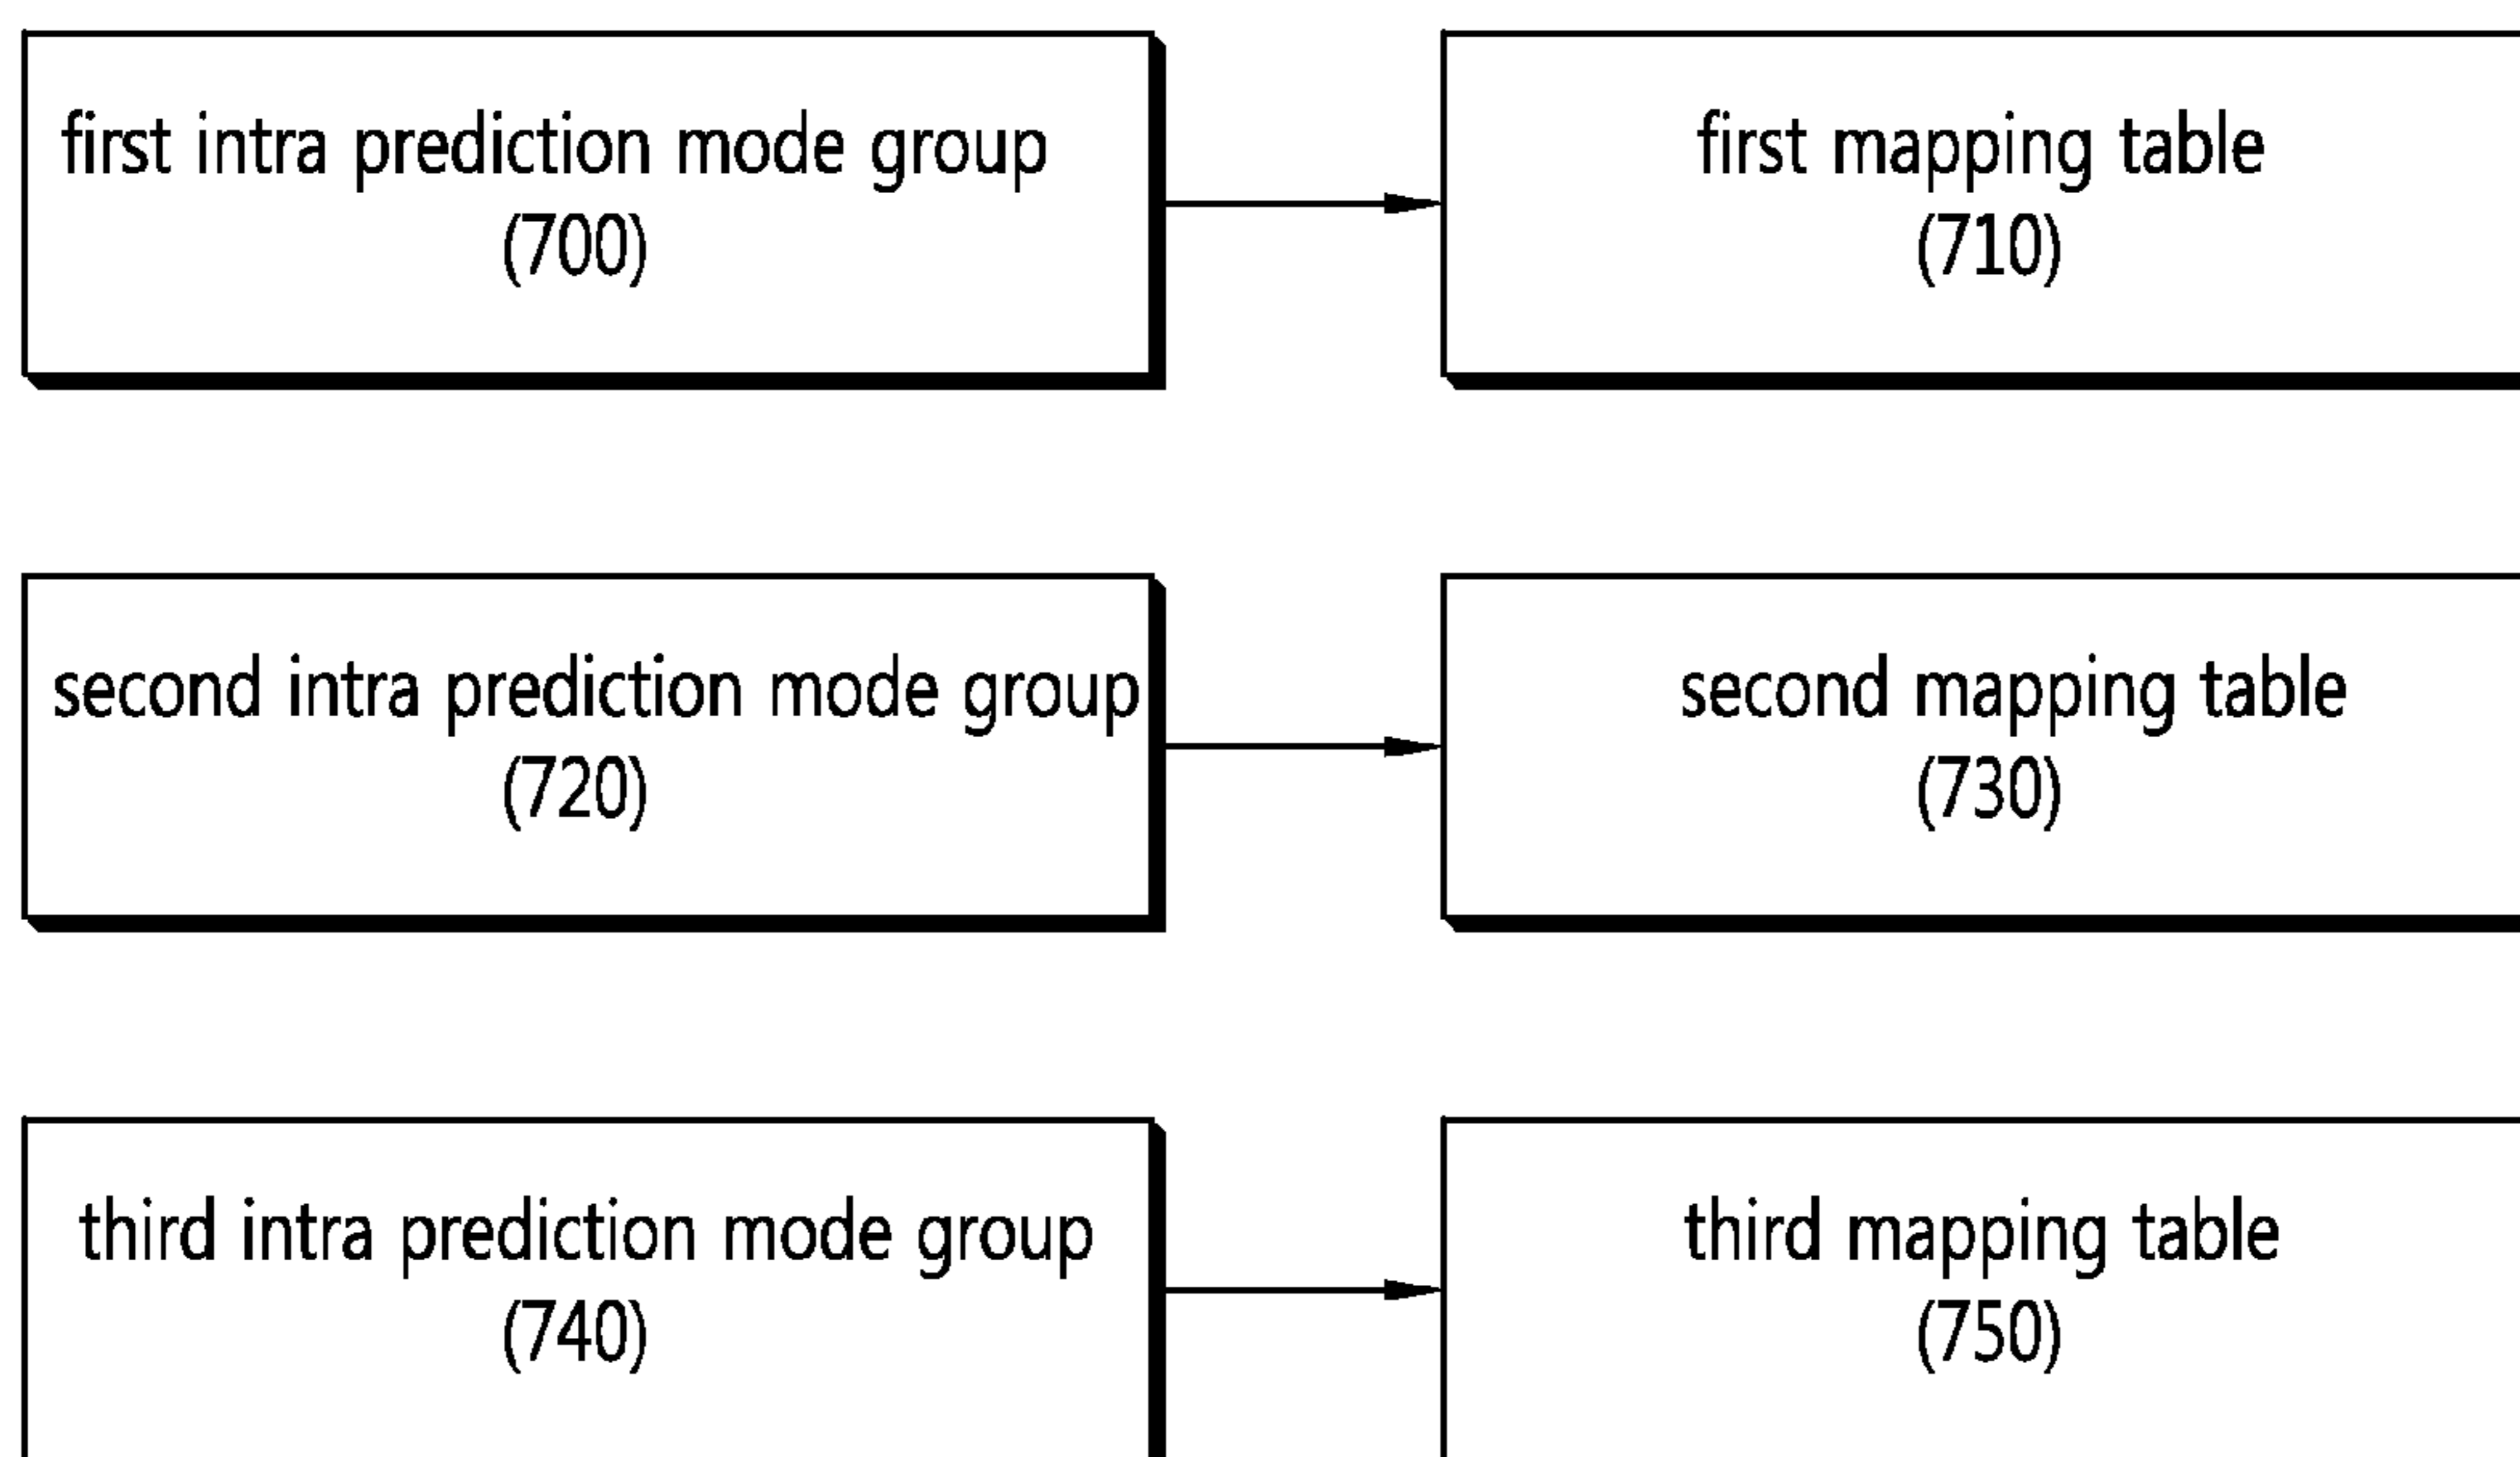 first intra prediction mode group
(700)
first mapping table
(710)
second intra prediction mode group
(720)
second mapping table
(730)
third intra prediction mode group
(740)
third mapping table
(750)